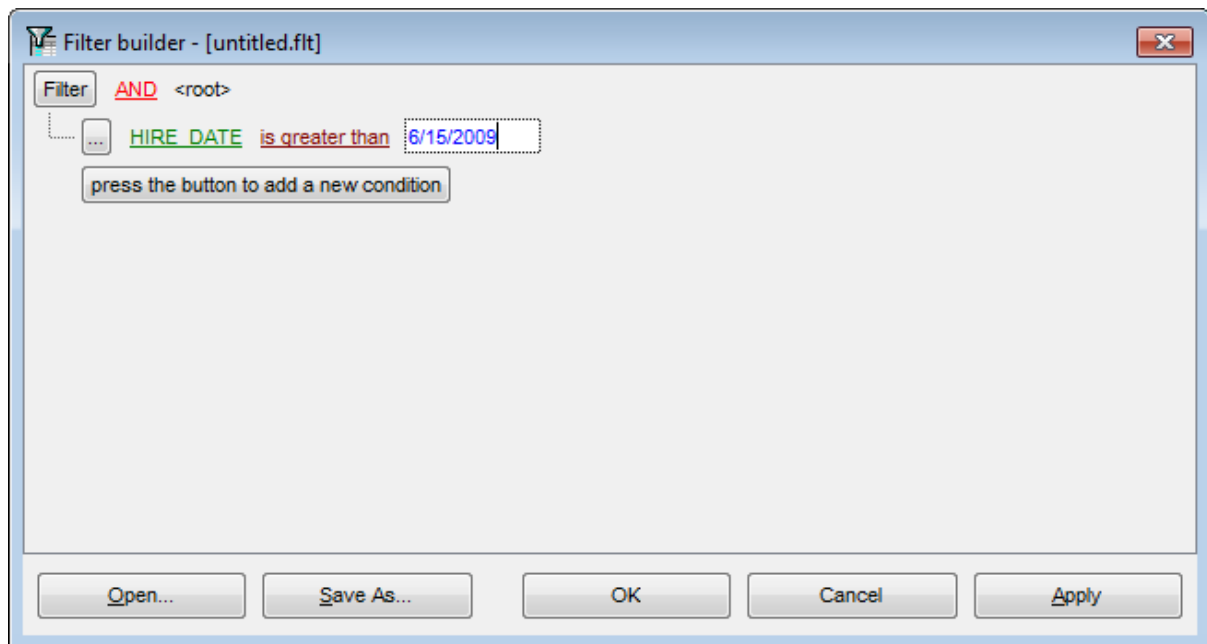 Filter builder - [untitled.flt]
Filter AND <root>
... HIRE_DATE is greater than 6/15/2009
press the button to add a new condition
Open... Save As... OK Cancel Apply